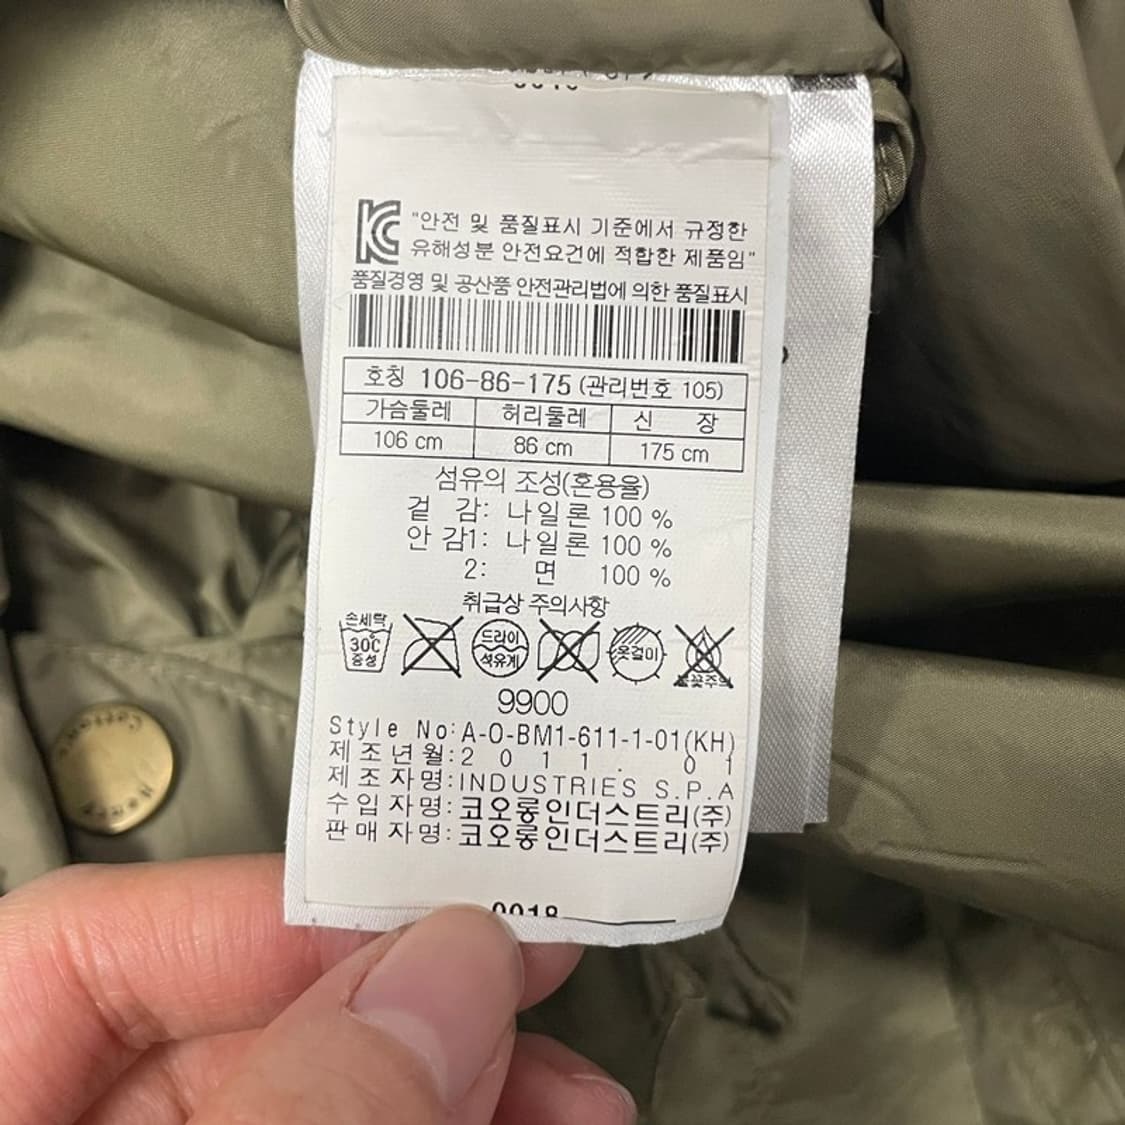 KC "안전 및 품질표시 기준에서 규정한
유해성분 안전요건에 적합한 제품임"
품질경영 및 공산품 안전관리법에 의한 품질표시
호칭 106-86-175 (관리번호 105)
가슴둘레 허리둘레 신 장
106 cm 86 cm 175 cm
섬유의 조성(혼용율)
겉 감: 나일론 100 %
안 감1: 나일론 100 %
2: 면 100 %
취급상 주의사항
손세탁 30℃ 중성 드라이 석유계 옷걸이 불꽃주의
9900
Style No:A-O-BM1-611-1-01(KH)
제조년월:2011. 01
제조자명:INDUSTRIES S.P.A
수입자명:코오롱인더스트리(주)
판매자명:코오롱인더스트리(주)
0018